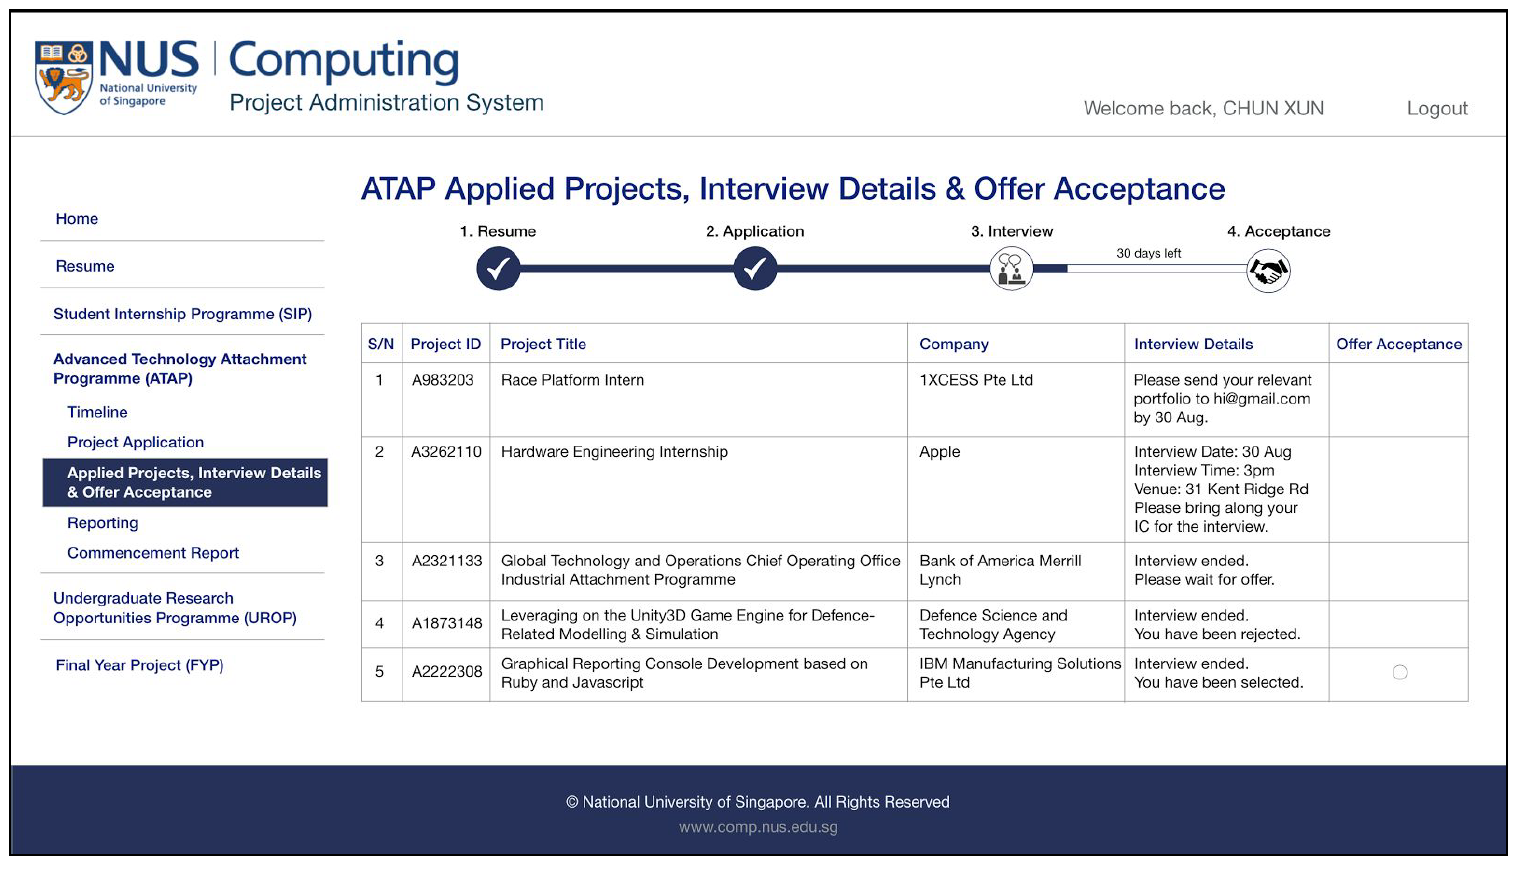 NUS
National University
of Singapore
Computing
Project Administration System
Welcome back, CHUN XUN
Logout
Home
Resume
Student Internship Programme (SIP)
Advanced Technology Attachment
Programme (ATAP)
Timeline
Project Application
Applied Projects, Interview Details
& Offer Acceptance
Reporting
Commencement Report
Undergraduate Research
Opportunities Programme (UROP)
Final Year Project (FYP)
ATAP Applied Projects, Interview Details & Offer Acceptance
1. Resume
2. Application
3. Interview
30 days left
4. Acceptance
S/N Project ID Project Title Company Interview Details Offer Acceptance
1 A983203 Race Platform Intern 1XCESS Pte Ltd Please send your relevant
portfolio to hi@gmail.com
by 30 Aug.
2 A3262110 Hardware Engineering Internship Apple Interview Date: 30 Aug
Interview Time: 3pm
Venue: 31 Kent Ridge Rd
Please bring along your
IC for the interview.
3 A2321133 Global Technology and Operations Chief Operating Office Bank of America Merrill Interview ended.
Industrial Attachment Programme Lynch Please wait for offer.
4 A1873148 Leveraging on the Unity3D Game Engine for Defence- Defence Science and Interview ended.
Related Modelling & Simulation Technology Agency You have been rejected.
5 A2222308 Graphical Reporting Console Development based on IBM Manufacturing Solutions Interview ended.
Ruby and Javascript Pte Ltd You have been selected.
© National University of Singapore. All Rights Reserved
www.comp.nus.edu.sg